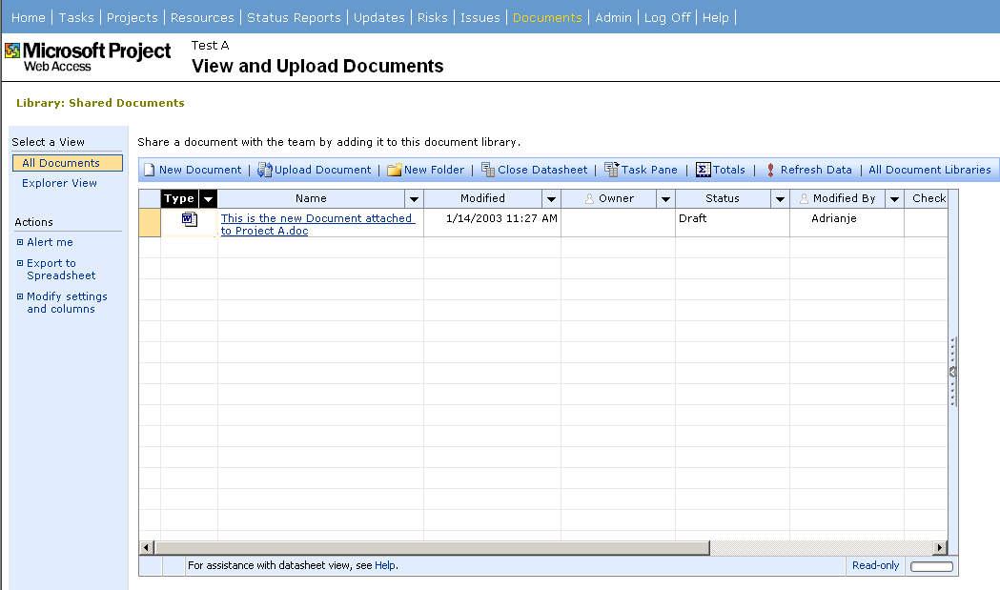 Home | Tasks | Projects | Resources | Status Reports | Updates | Risks | Issues | Documents | Admin | Log Off | Help |
Microsoft Project
Web Access
Test A
View and Upload Documents
Library: Shared Documents
Select a View
All Documents
Explorer View
Actions
Alert me
Export to
Spreadsheet
Modify settings
and columns
Share a document with the team by adding it to this document library.
New Document | Upload Document | New Folder | Close Datasheet | Task Pane | Totals | Refresh Data | All Document Libraries
Type Name Modified Owner Status Modified By Check
This is the new Document attached 1/14/2003 11:27 AM Draft Adrianje
to Project A.doc
For assistance with datasheet view, see Help. Read-only